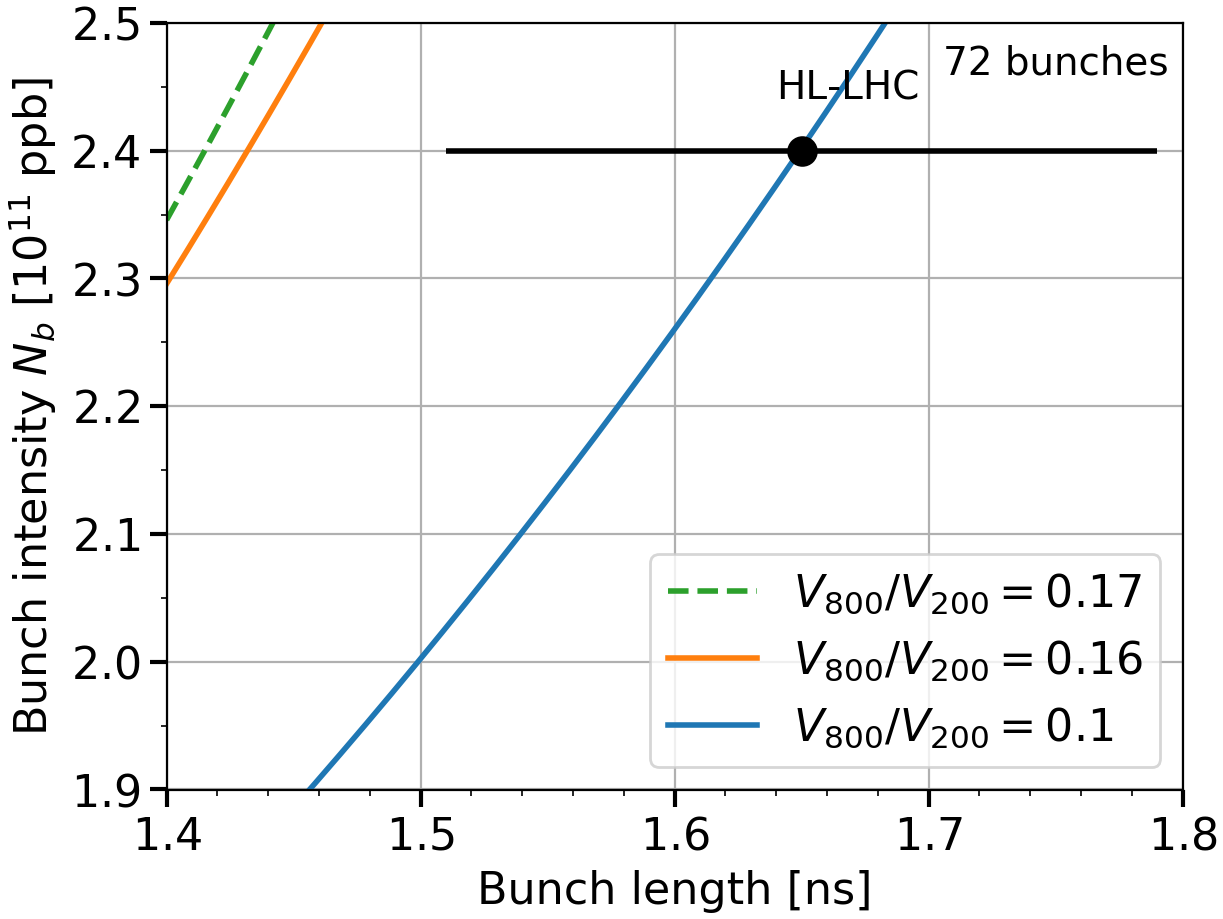 2.5
2.4
2.3
2.2
2.1
2.0
1.9
Bunch intensity N_b [10^11 ppb]
72 bunches
HL-LHC
V_800/V_200 = 0.17
V_800/V_200 = 0.16
V_800/V_200 = 0.1
1.4 1.5 1.6 1.7 1.8
Bunch length [ns]